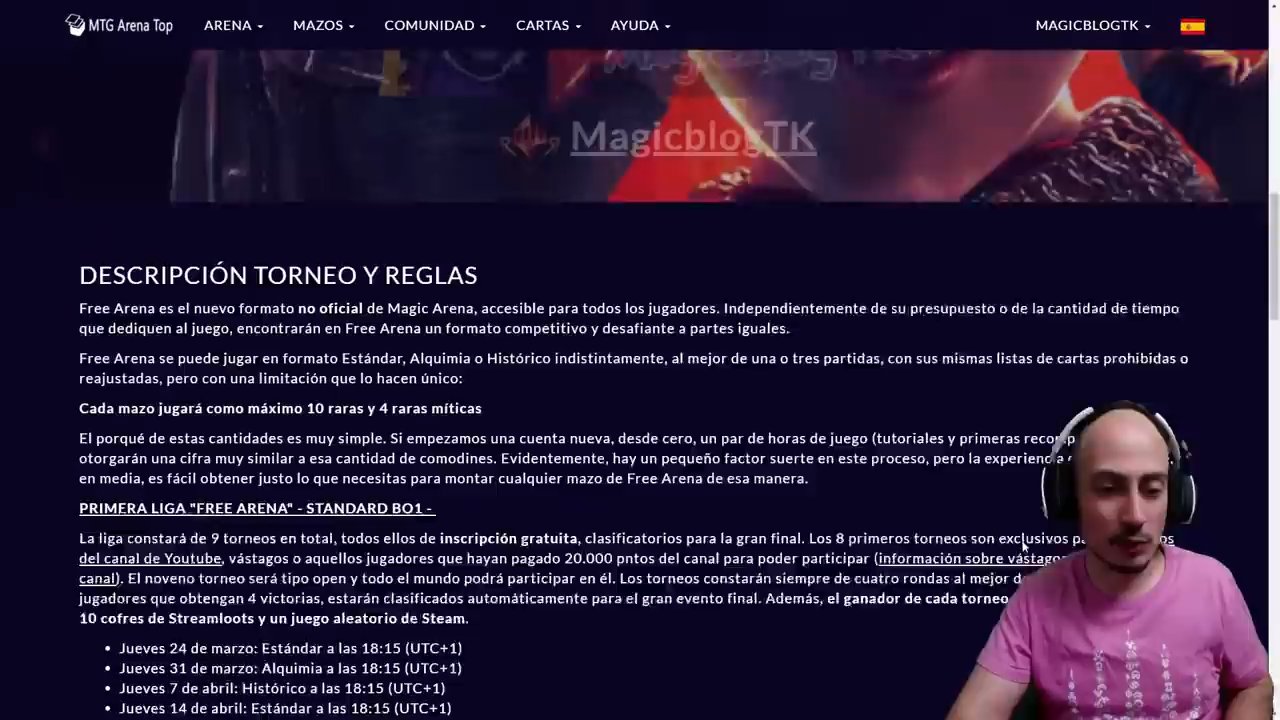 MTG Arena Top ARENA MAZOS COMUNIDAD CARTAS AYUDA MAGICBLOGTK
MagicblogTK
DESCRIPCIÓN TORNEO Y REGLAS
Free Arena es el nuevo formato no oficial de Magic Arena, accesible para todos los jugadores. Independientemente de su presupuesto o de la cantidad de tiempo
que dediquen al juego, encontrarán en Free Arena un formato competitivo y desafiante a partes iguales.
Free Arena se puede jugar en formato Estándar, Alquimia o Histórico indistintamente, al mejor de una o tres partidas, con sus mismas listas de cartas prohibidas o
reajustadas, pero con una limitación que lo hacen único:
Cada mazo jugará como máximo 10 raras y 4 raras míticas
El porqué de estas cantidades es muy simple. Si empezamos una cuenta nueva, desde cero, un par de horas de juego (tutoriales y primeras
otorgarán una cifra muy similar a esa cantidad de comodines. Evidentemente, hay un pequeño factor suerte en este proceso, pero la experiencia
en media, es fácil obtener justo lo que necesitas para montar cualquier mazo de Free Arena de esa manera.
PRIMERA LIGA "FREE ARENA" - STANDARD BO1 -
La liga constará de 9 torneos en total, todos ellos de inscripción gratuita, clasificatorios para la gran final. Los 8 primeros torneos son exclusivos
del canal de Youtube, vástagos o aquellos jugadores que hayan pagado 20.000 pntos del canal para poder participar (información sobre vástagos
canal). El noveno torneo será tipo open y todo el mundo podrá participar en él. Los torneos constarán siempre de cuatro rondas al mejor
jugadores que obtengan 4 victorias, estarán clasificados automáticamente para el gran evento final. Además, el ganador de cada torneo
10 cofres de Streamloots y un juego aleatorio de Steam.
• Jueves 24 de marzo: Estándar a las 18:15 (UTC+1)
• Jueves 31 de marzo: Alquimia a las 18:15 (UTC+1)
• Jueves 7 de abril: Histórico a las 18:15 (UTC+1)
• Jueves 14 de abril: Estándar a las 18:15 (UTC+1)